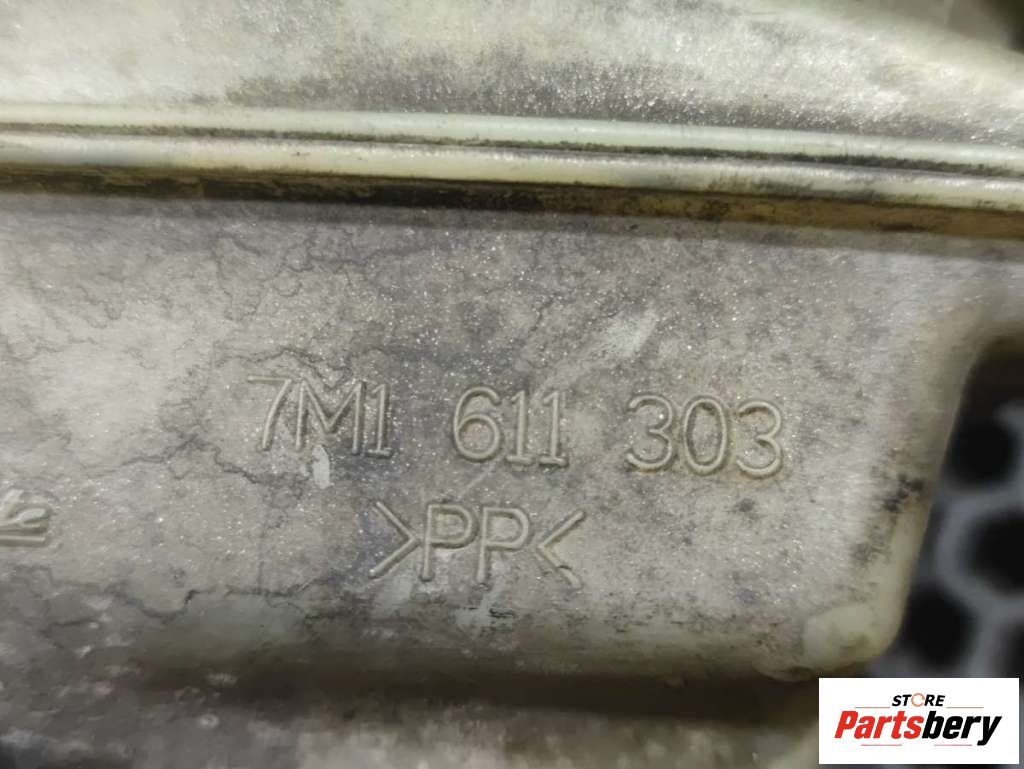 7M1 611 303
>PP<
STORE
Partsbery